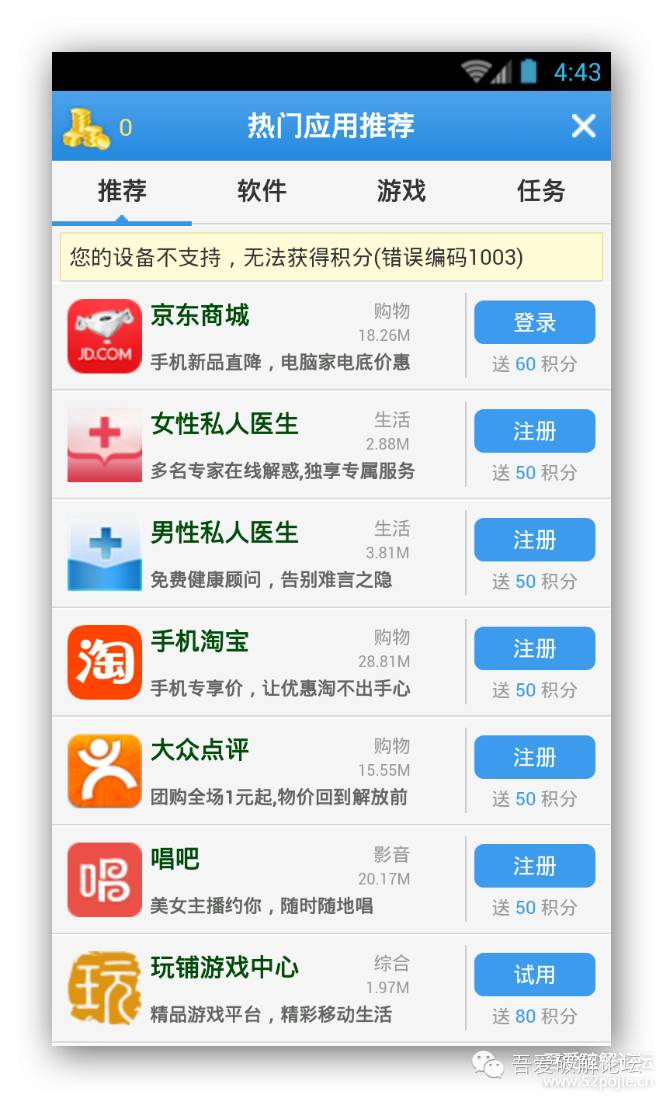 4:43
0
热门应用推荐
推荐 软件 游戏 任务
您的设备不支持，无法获得积分(错误编码1003)
京东商城 购物
18.26M
登录
JD.COM
手机新品直降，电脑家电底价惠
送 60 积分
女性私人医生 生活
2.88M
注册
多名专家在线解惑,独享专属服务
送 50 积分
男性私人医生 生活
3.81M
注册
免费健康顾问，告别难言之隐
送 50 积分
手机淘宝 购物
28.81M
注册
淘
手机专享价，让优惠淘不出手心
送 50 积分
大众点评 购物
15.55M
注册
团购全场1元起,物价回到解放前
送 50 积分
唱吧 影音
20.17M
注册
唱
美女主播约你，随时随地唱
送 50 积分
玩铺游戏中心 综合
1.97M
试用
玩
精品游戏平台，精彩移动生活
送 80 积分
吾爱破解论坛
www.52pojie.cn